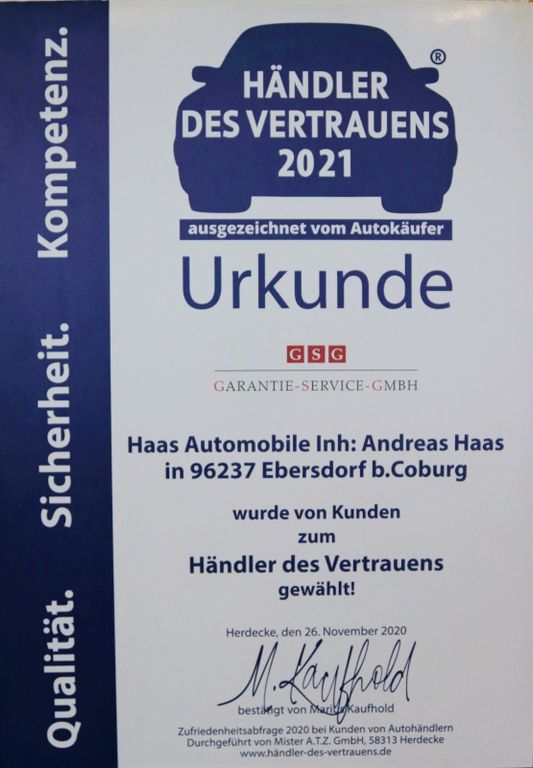 Qualität. Sicherheit. Kompetenz.
HÄNDLER
DES VERTRAUENS
2021
®
ausgezeichnet vom Autokäufer
Urkunde
GSG
GARANTIE-SERVICE-GMBH
Haas Automobile Inh: Andreas Haas
in 96237 Ebersdorf b.Coburg
wurde von Kunden
zum
Händler des Vertrauens
gewählt!
Herdecke, den 26. November 2020
M. Kaufhold
bestätigt von Marius Kaufhold
Zufriedenheitsabfrage 2020 bei Kunden von Autohändlern
Durchgeführt von Mister A.T.Z. GmbH, 58313 Herdecke
www.händler-des-vertrauens.de